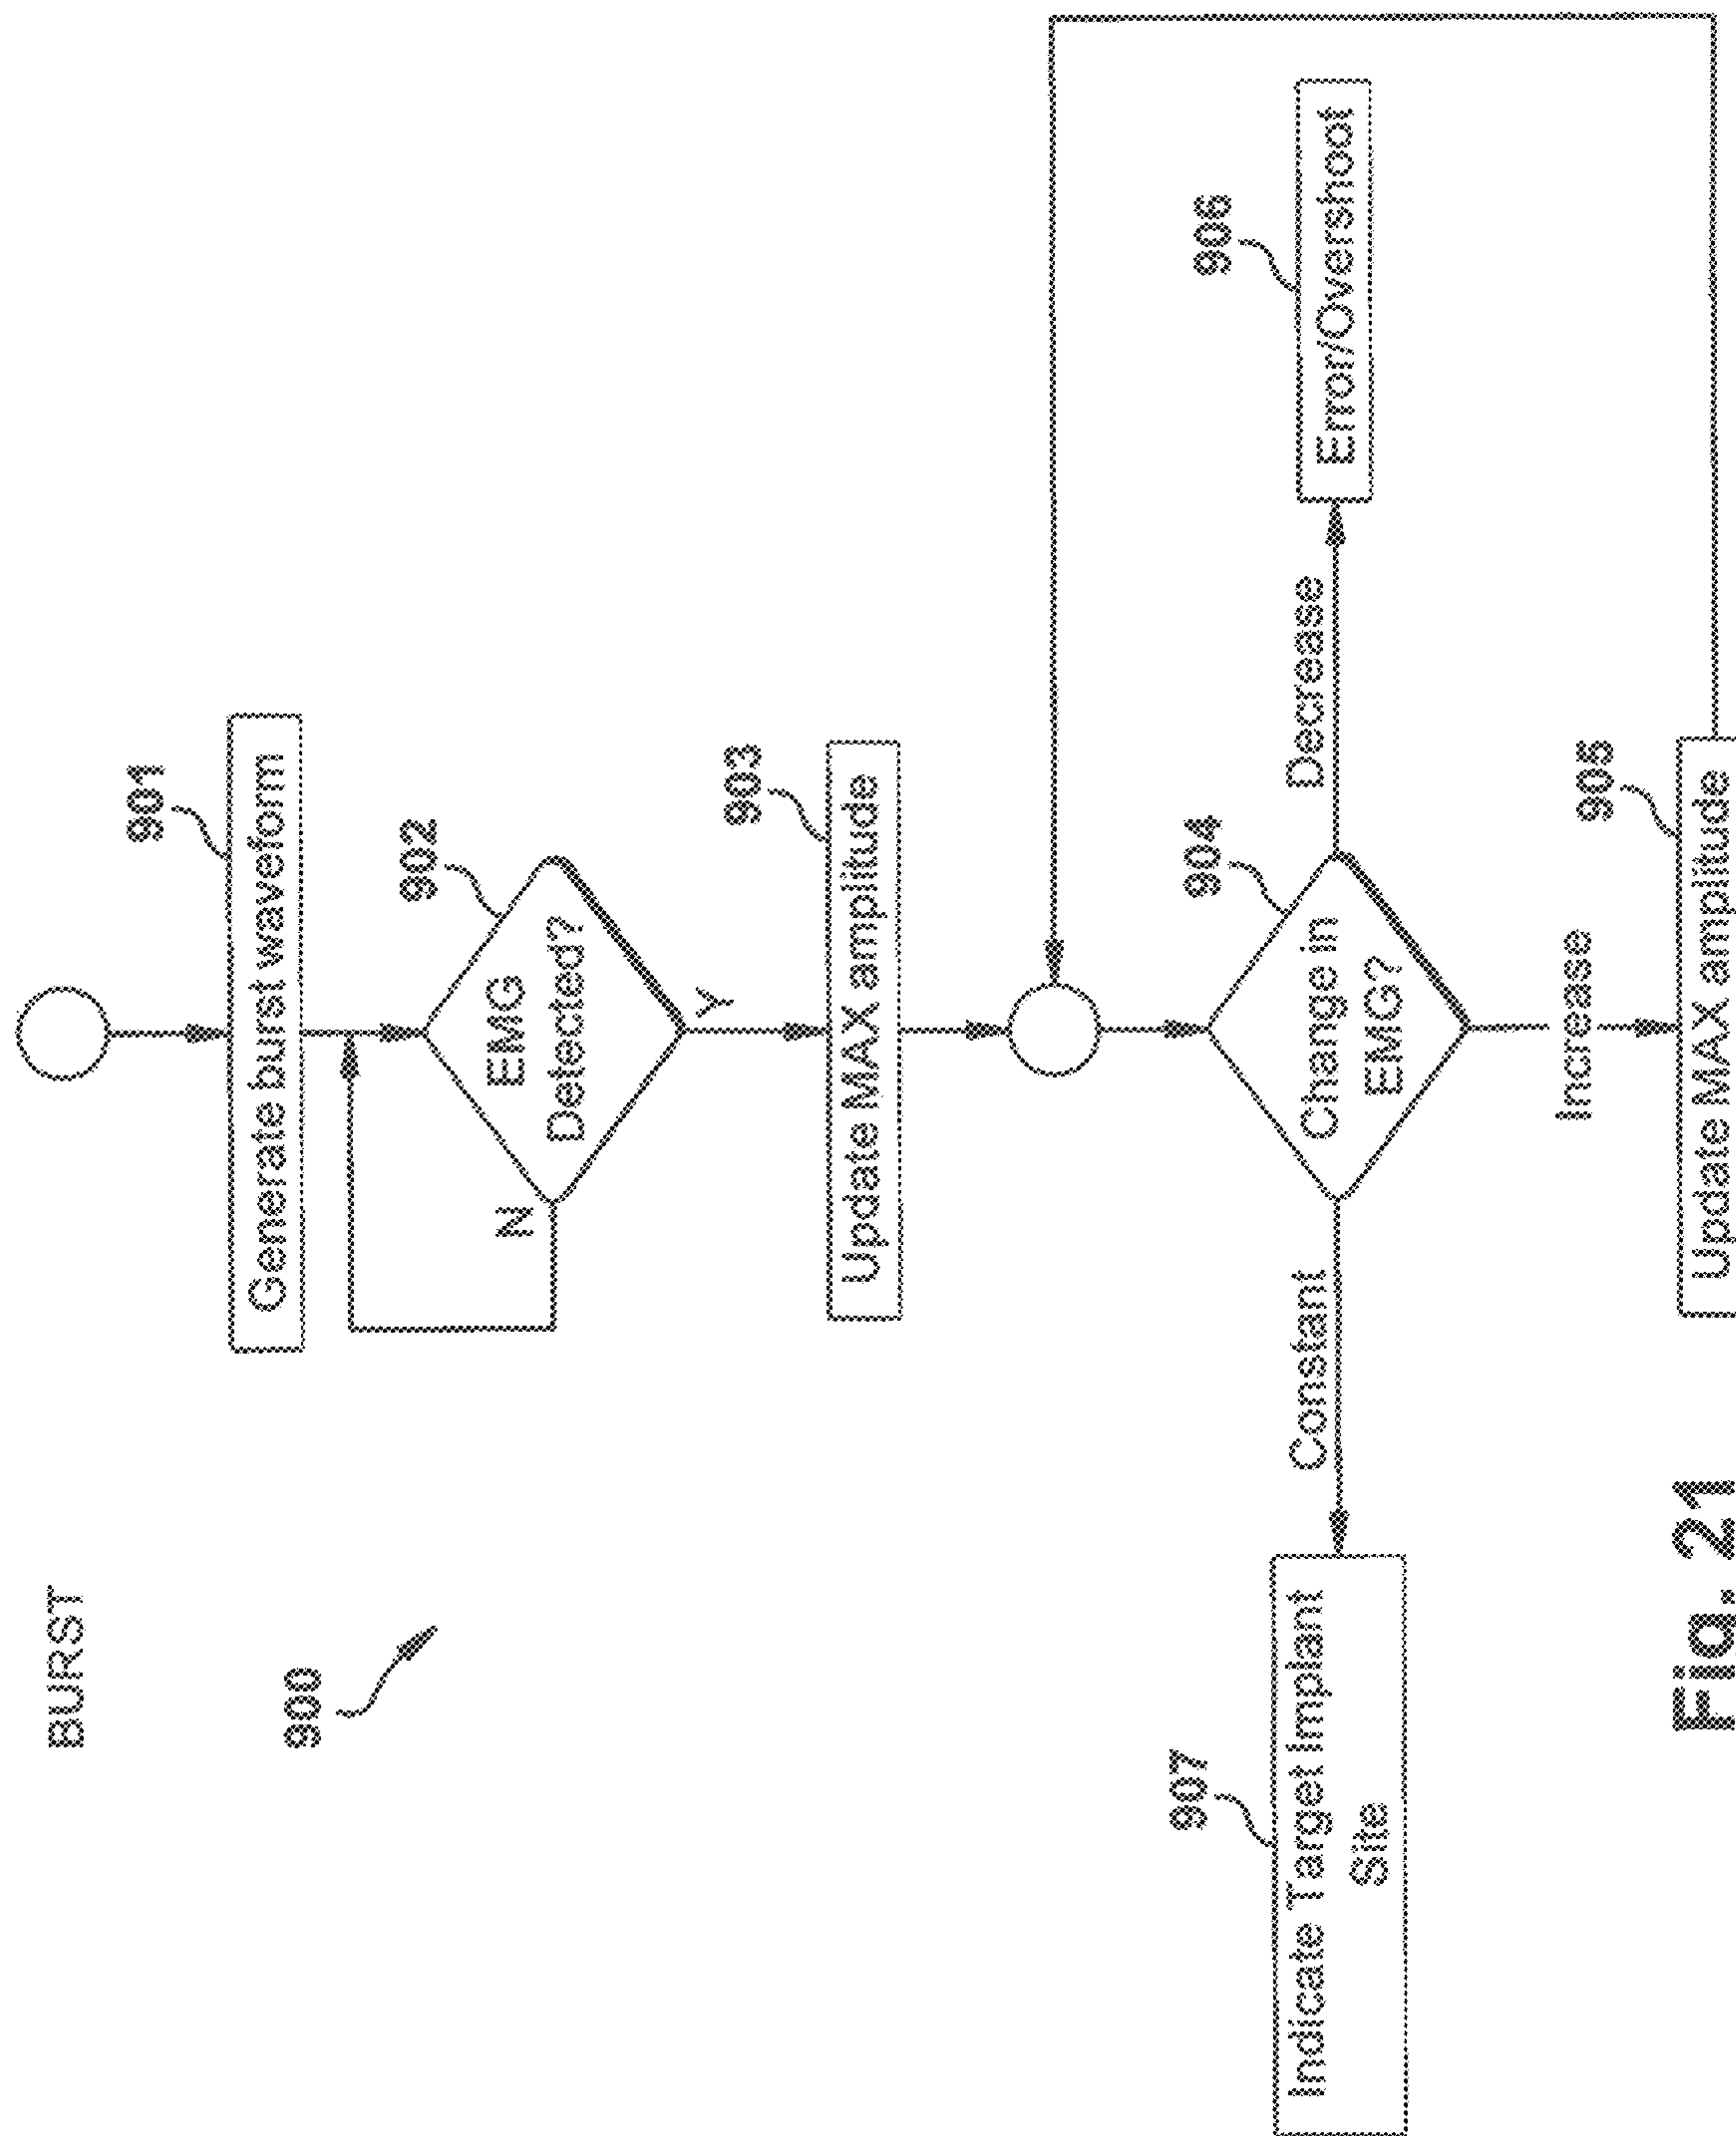 BURST
900
901
Generate burst waveform
902
EMG
Detected?
N
Y
903
Update MAX amplitude
904
Change in
EMG?
Constant
Decrease
Increase
907
Indicate Target Implant
Site
906
Error/Overshoot
905
Update MAX amplitude
Fig. 21